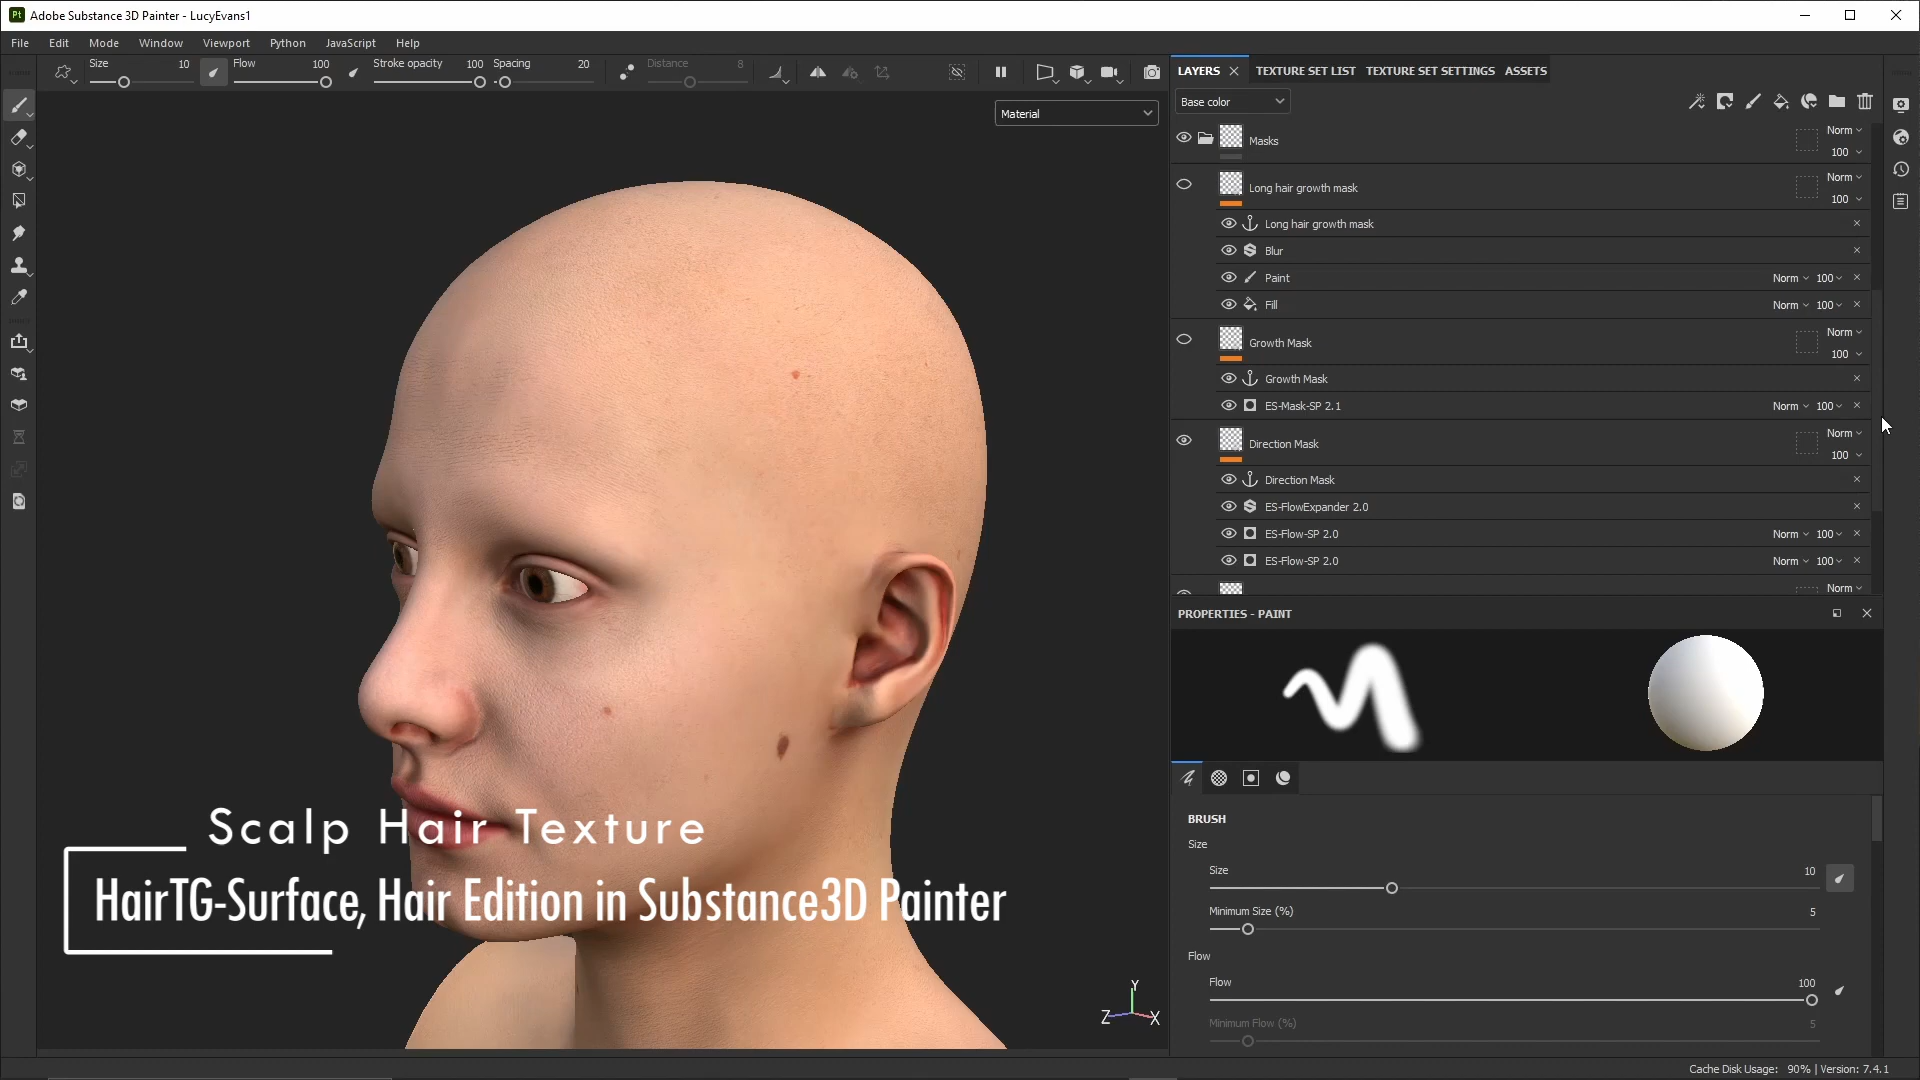 Pt Adobe Substance 3D Painter - LucyEvans1
File Edit Mode Window Viewport Python JavaScript Help
Size 10 Flow 100 Stroke opacity 100 Spacing 20 Distance 8
Material
LAYERS TEXTURE SET LIST TEXTURE SET SETTINGS ASSETS
Base color
Masks Norm 100
Long hair growth mask Norm 100
Long hair growth mask
Blur
Paint Norm 100
Fill Norm 100
Growth Mask Norm 100
Growth Mask
ES-Mask-SP 2.1 Norm 100
Direction Mask Norm 100
Direction Mask
ES-FlowExpander 2.0
ES-Flow-SP 2.0 Norm 100
ES-Flow-SP 2.0 Norm 100
Norm
PROPERTIES - PAINT
BRUSH
Size
Size 10
Minimum Size (%) 5
Flow
Flow 100
Minimum Flow (%) 5
Scalp Hair Texture
HairTG-Surface, Hair Edition in Substance3D Painter
Y
Z X
Cache Disk Usage: 90% | Version: 7.4.1